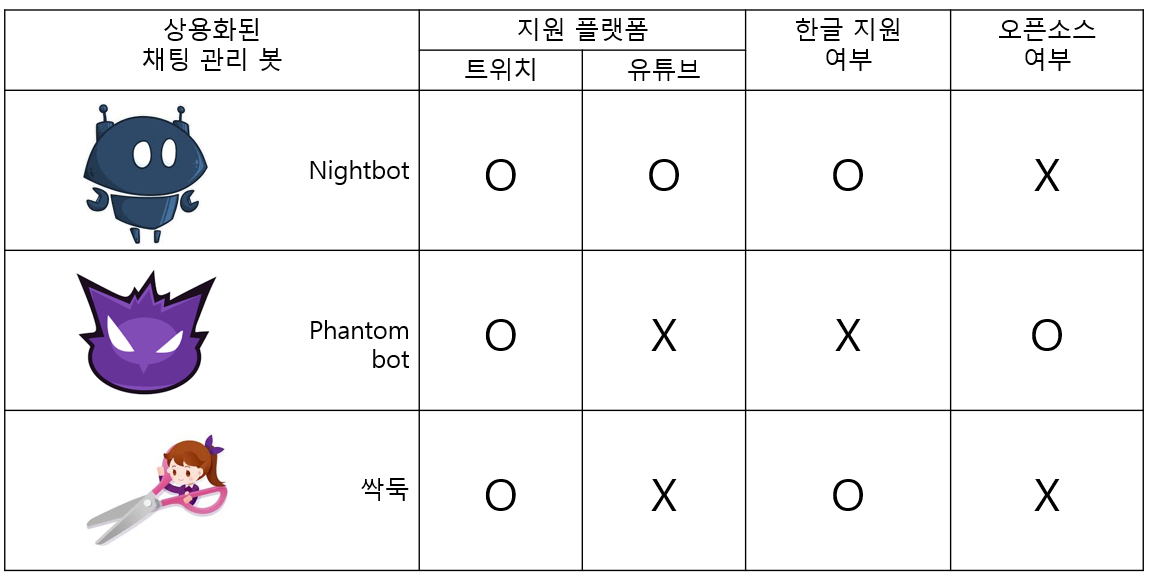 상용화된
채팅 관리 봇
지원 플랫폼
한글 지원
여부
오픈소스
여부
트위치
유튜브
Nightbot
O
O
O
X
Phantom
bot
O
X
X
O
싹둑
O
X
O
X